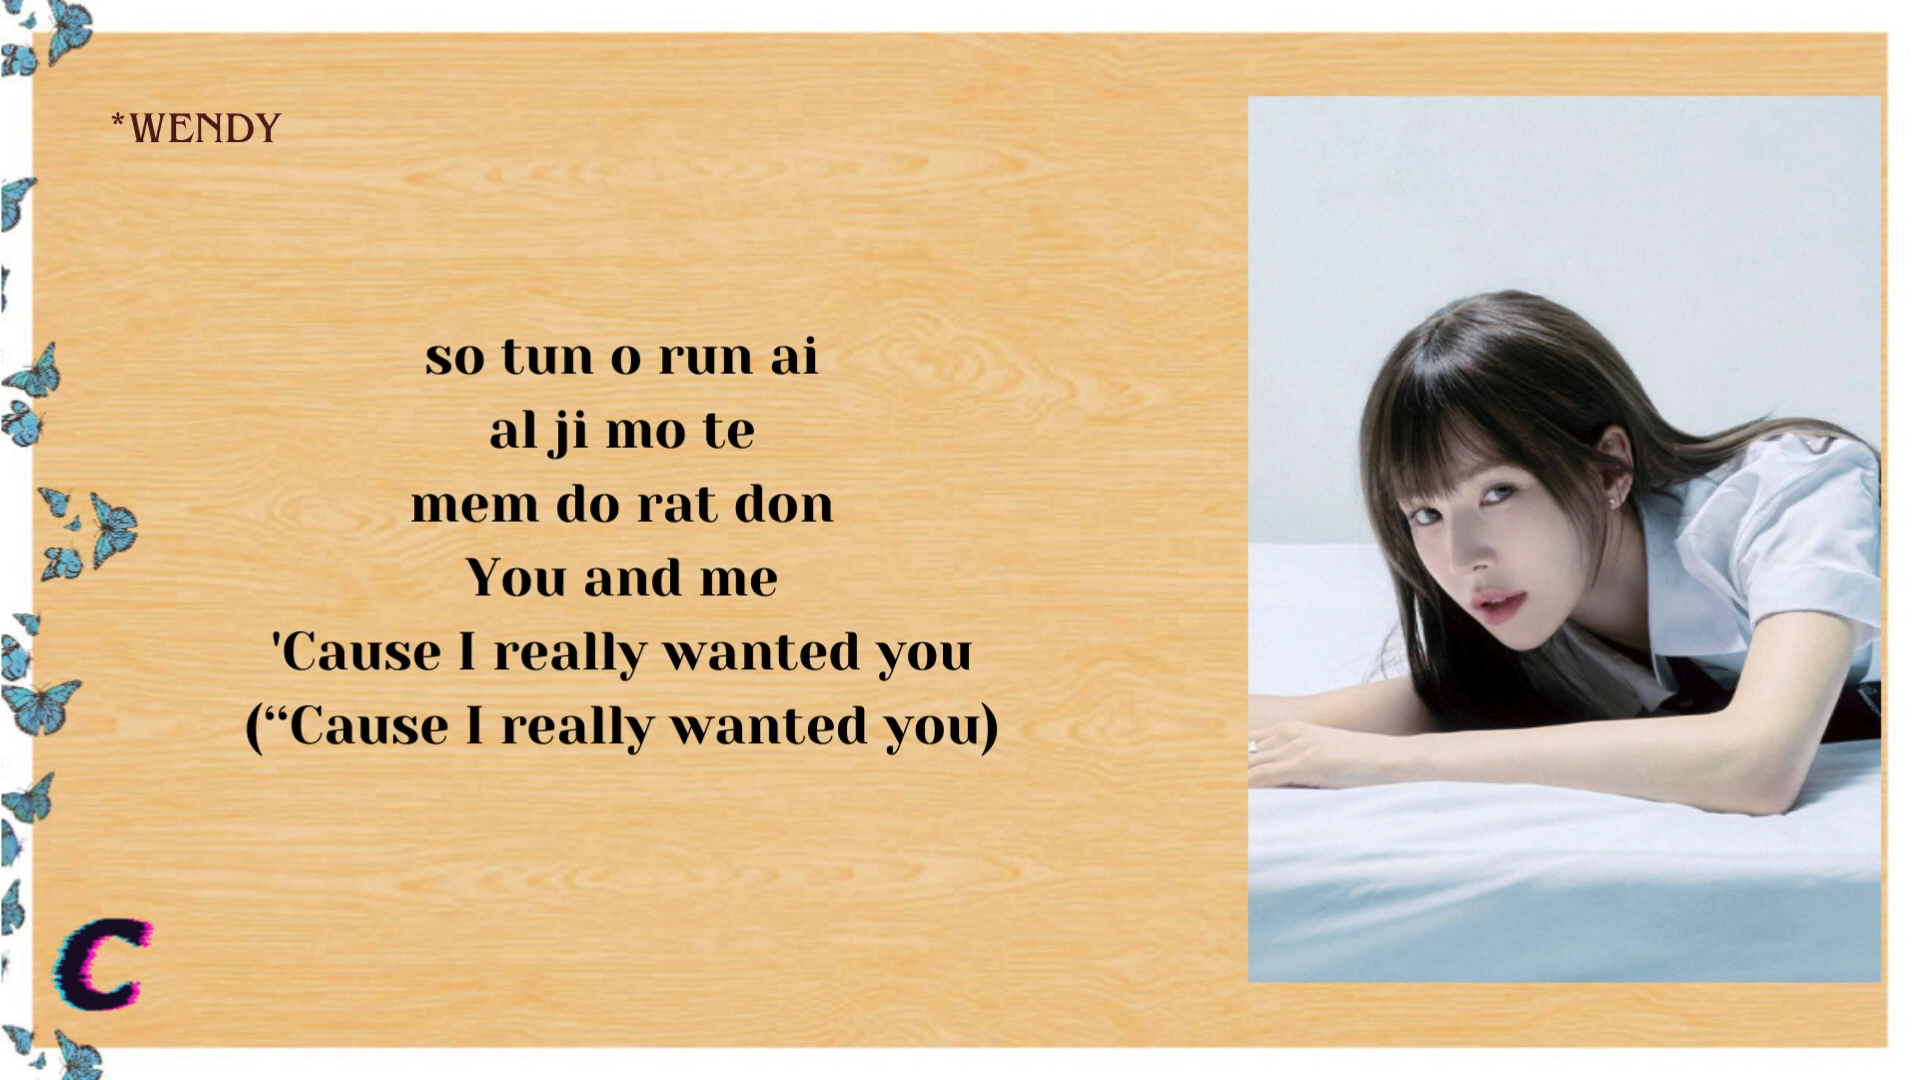 *WENDY
so tun o run ai
al ji mo te
mem do rat don
You and me
'Cause I really wanted you
(“Cause I really wanted you)
C